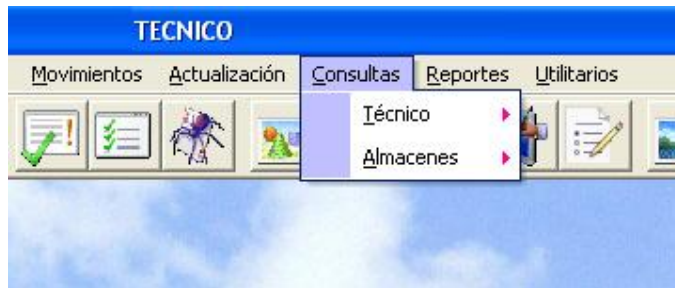 TECNICO
Movimientos Actualización Consultas Reportes Utilitarios
Técnico
Almacenes